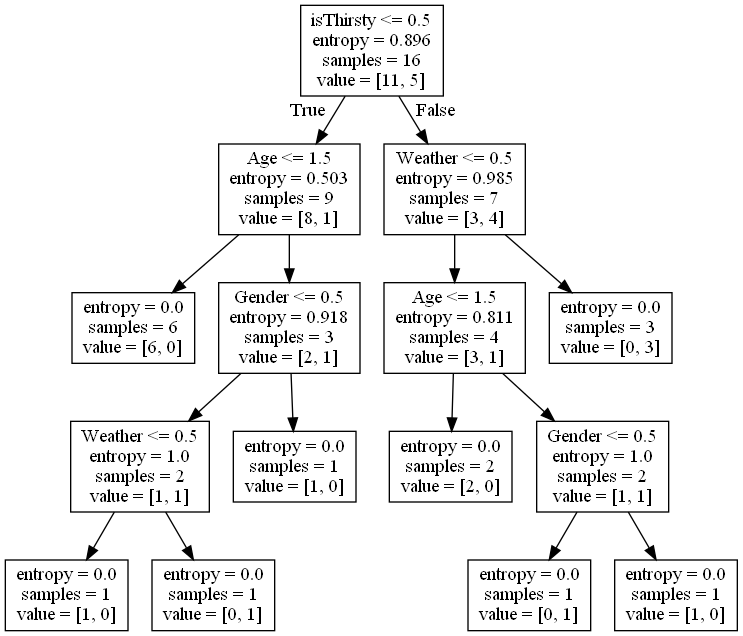 isThirsty <= 0.5
entropy = 0.896
samples = 16
value = [11, 5]
True
False
Age <= 1.5
entropy = 0.503
samples = 9
value = [8, 1]
Weather <= 0.5
entropy = 0.985
samples = 7
value = [3, 4]
entropy = 0.0
samples = 6
value = [6, 0]
Gender <= 0.5
entropy = 0.918
samples = 3
value = [2, 1]
Age <= 1.5
entropy = 0.811
samples = 4
value = [3, 1]
entropy = 0.0
samples = 3
value = [0, 3]
Weather <= 0.5
entropy = 1.0
samples = 2
value = [1, 1]
entropy = 0.0
samples = 1
value = [1, 0]
entropy = 0.0
samples = 2
value = [2, 0]
Gender <= 0.5
entropy = 1.0
samples = 2
value = [1, 1]
entropy = 0.0
samples = 1
value = [1, 0]
entropy = 0.0
samples = 1
value = [0, 1]
entropy = 0.0
samples = 1
value = [0, 1]
entropy = 0.0
samples = 1
value = [1, 0]